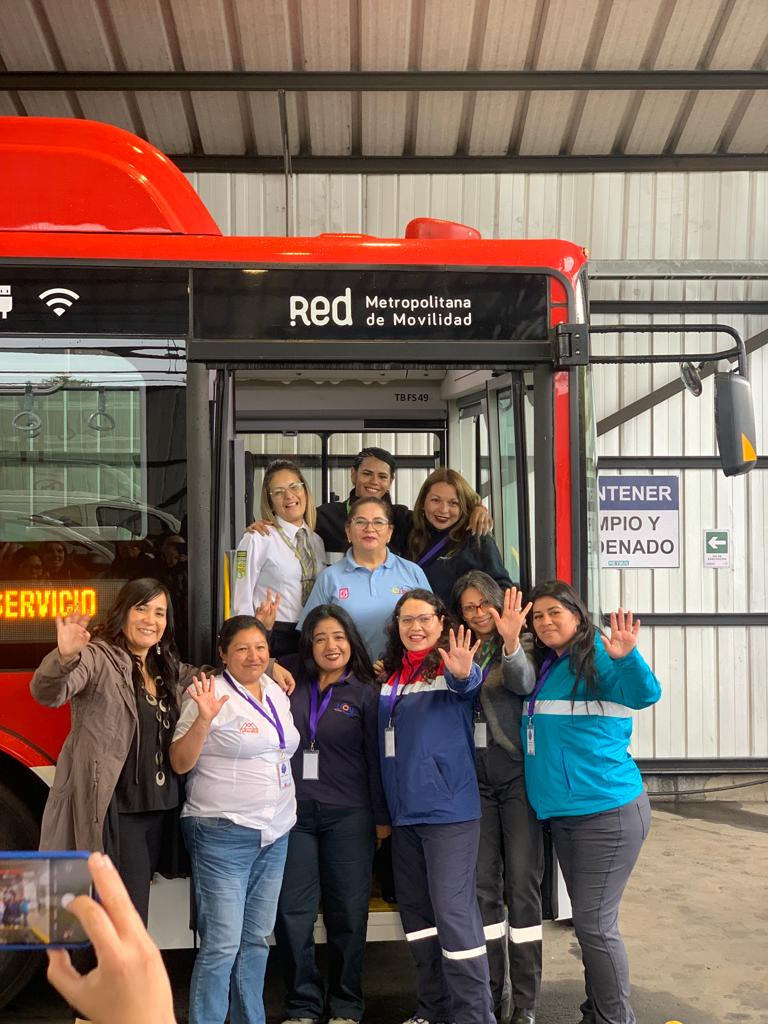 Red
Metropolitana
de Movilidad
TBFS49
SERVICIO
NTENER
MPIO Y
DENADO